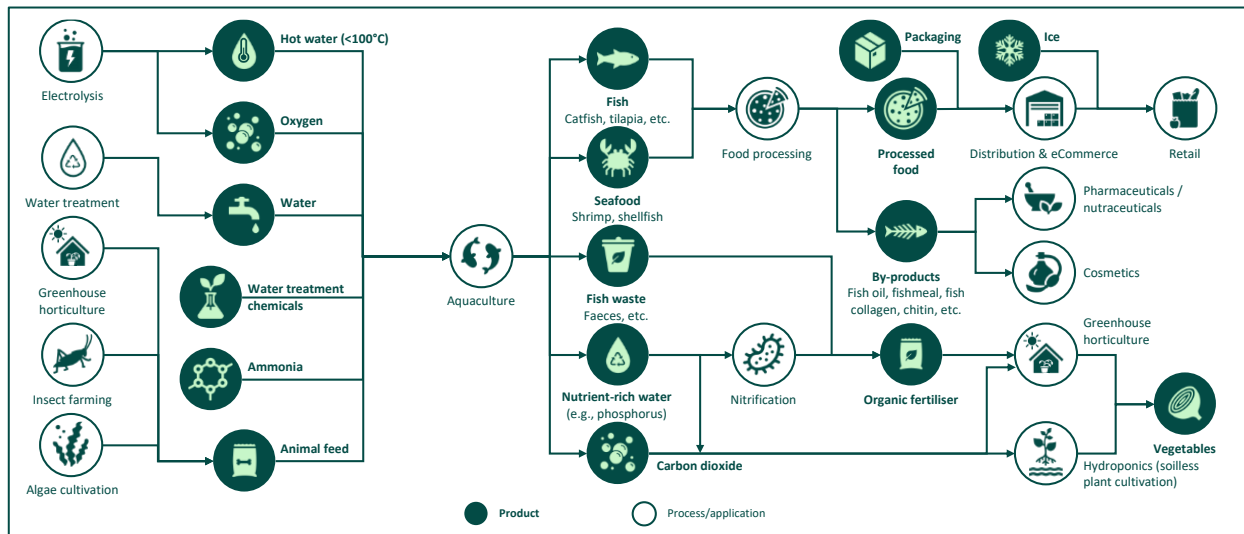 Electrolysis
Water treatment
Greenhouse
horticulture
Insect farming
Algae cultivation
Hot water (<100°C)
Oxygen
Water
Water treatment
chemicals
Ammonia
Animal feed
Aquaculture
Fish
Catfish, tilapia, etc.
Seafood
Shrimp, shellfish
Fish waste
Faeces, etc.
Nutrient-rich water
(e.g., phosphorus)
Carbon dioxide
Food processing
Nitrification
Packaging
Processed
food
By-products
Fish oil, fishmeal, fish
collagen, chitin, etc.
Organic fertiliser
Ice
Distribution & eCommerce
Retail
Pharmaceuticals /
nutraceuticals
Cosmetics
Greenhouse
horticulture
Hydroponics (soilless
plant cultivation)
Vegetables
Product
Process/application